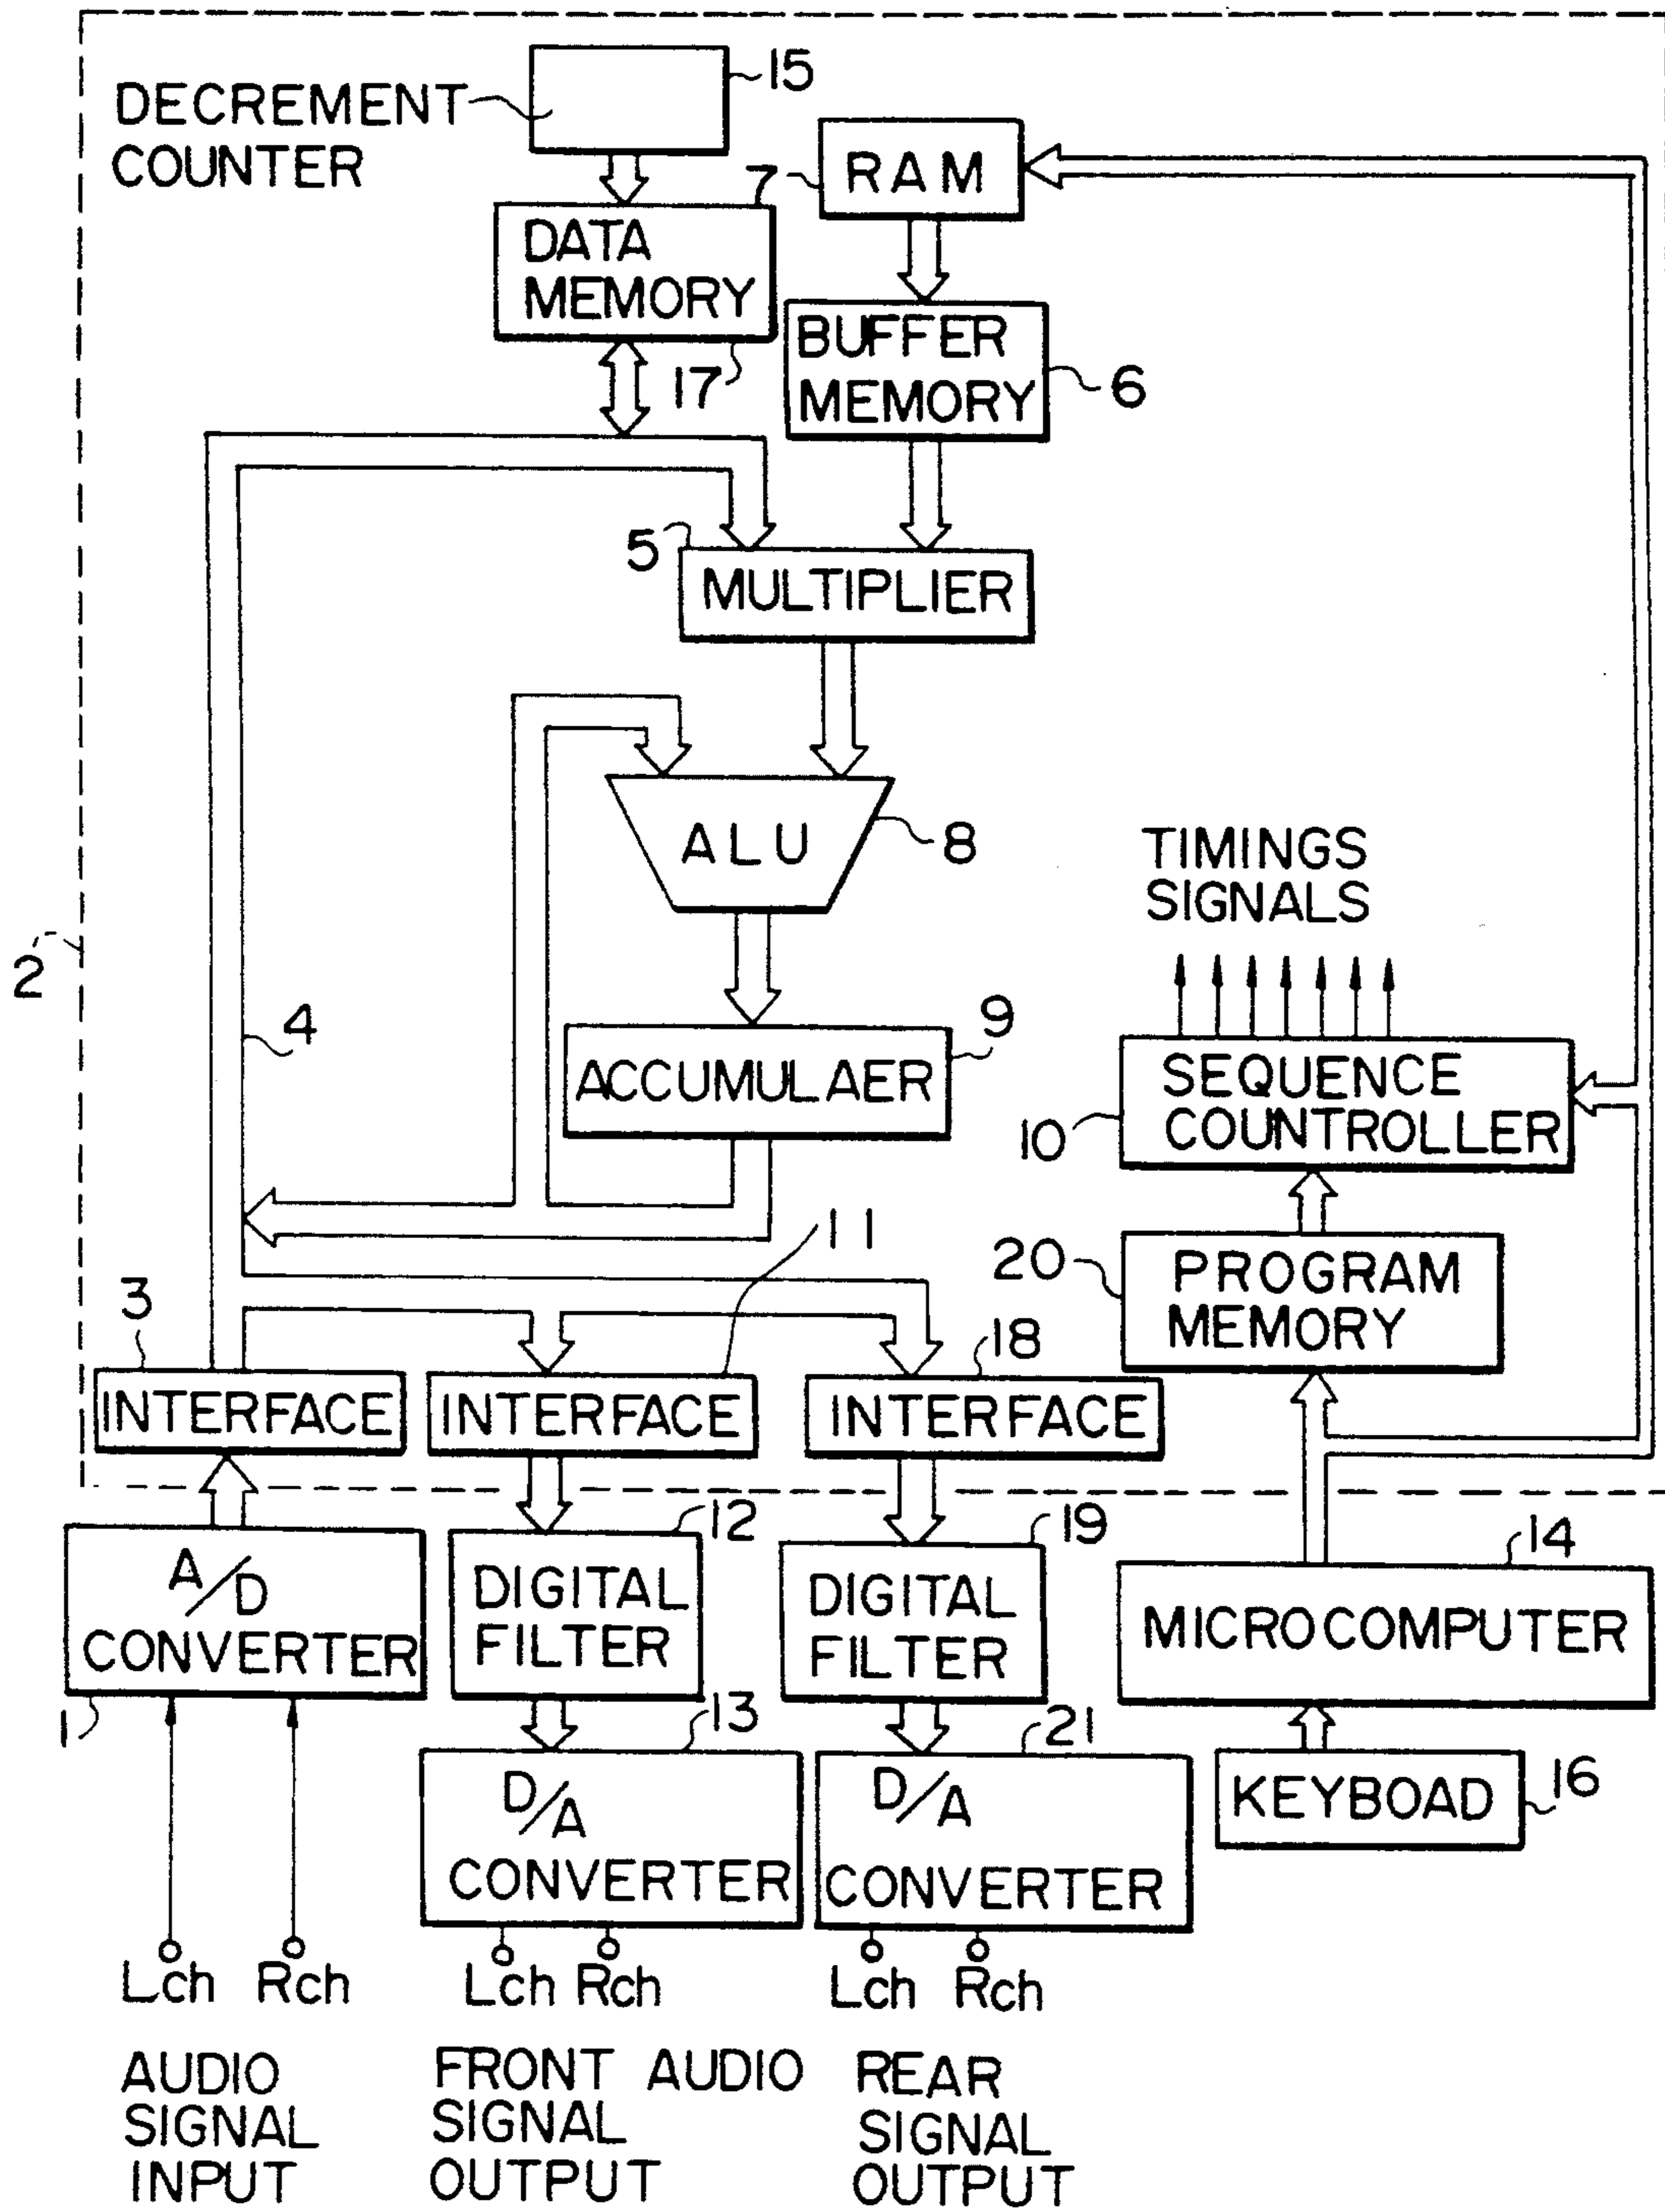 15
DECREMENT
COUNTER
7
RAM
DATA
MEMORY
17
BUFFER
MEMORY
6
5
MULTIPLIER
ALU
8
TIMINGS
SIGNALS
2
4
9
ACCUMULAER
10
SEQUENCE
COUNTROLLER
11
20
PROGRAM
MEMORY
3
18
INTERFACE
INTERFACE
INTERFACE
12
19
14
A/D
CONVERTER
DIGITAL
FILTER
DIGITAL
FILTER
MICROCOMPUTER
1
13
21
D/A
CONVERTER
D/A
CONVERTER
KEYBOAD
16
Lch Rch
Lch Rch
Lch Rch
AUDIO
SIGNAL
INPUT
FRONT AUDIO
SIGNAL
OUTPUT
REAR
SIGNAL
OUTPUT